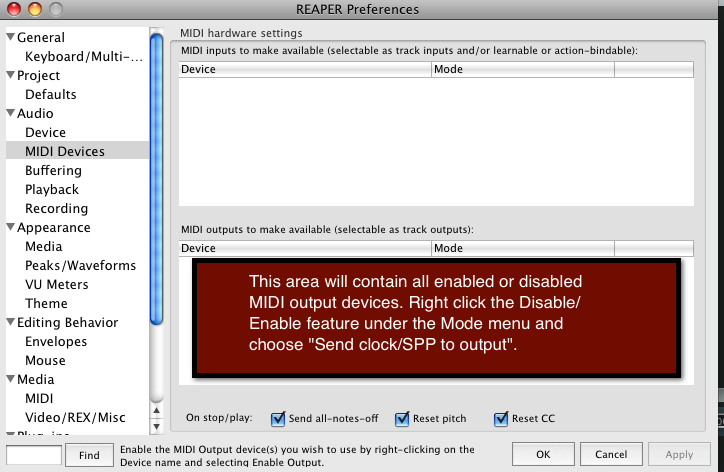 REAPER Preferences
General
Keyboard/Multi-...
Project
Defaults
Audio
Device
MIDI Devices
Buffering
Playback
Recording
Appearance
Media
Peaks/Waveforms
VU Meters
Theme
Editing Behavior
Envelopes
Mouse
Media
MIDI
Video/REX/Misc
MIDI hardware settings
MIDI inputs to make available (selectable as track inputs and/or learnable or action-bindable):
Device Mode
MIDI outputs to make available (selectable as track outputs):
Device Mode
This area will contain all enabled or disabled
MIDI output devices. Right click the Disable/
Enable feature under the Mode menu and
choose "Send clock/SPP to output".
On stop/play: Send all-notes-off Reset pitch Reset CC
Find
Enable the MIDI Output device(s) you wish to use by right-clicking on the
Device name and selecting Enable Output.
OK Cancel Apply